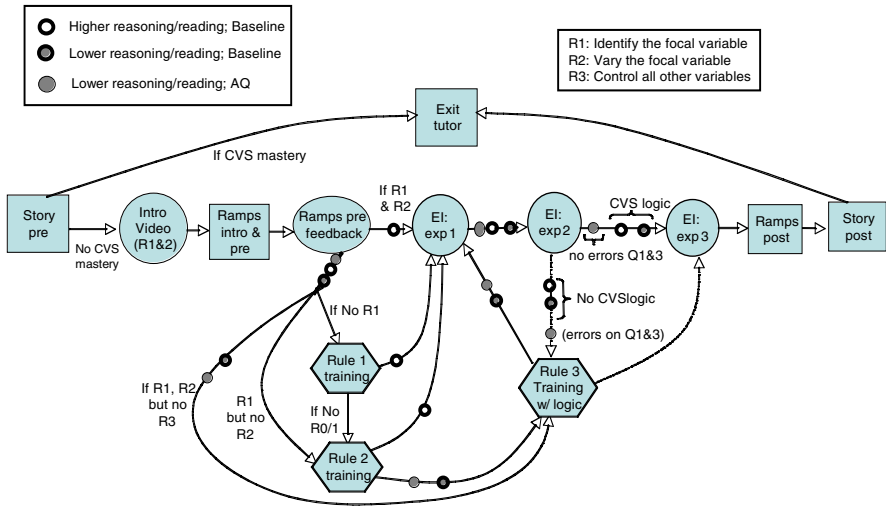 Higher reasoning/reading; Baseline
Lower reasoning/reading; Baseline
Lower reasoning/reading; AQ
R1: Identify the focal variable
R2: Vary the focal variable
R3: Control all other variables
Exit
tutor
If CVS mastery
Story
pre
No CVS
mastery
Intro
Video
(R1&2)
Ramps
intro &
pre
Ramps pre
feedback
If R1
& R2
EI:
exp1
EI:
exp2
CVS logic
no errors Q1&3
EI:
exp3
Ramps
post
Story
post
No CVSlogic
(errors on Q1&3)
If No R1
Rule 1
training
Rule 3
Training
w/ logic
If R1, R2
but no
R3
R1
but no
R2
If No
R0/1
Rule 2
training